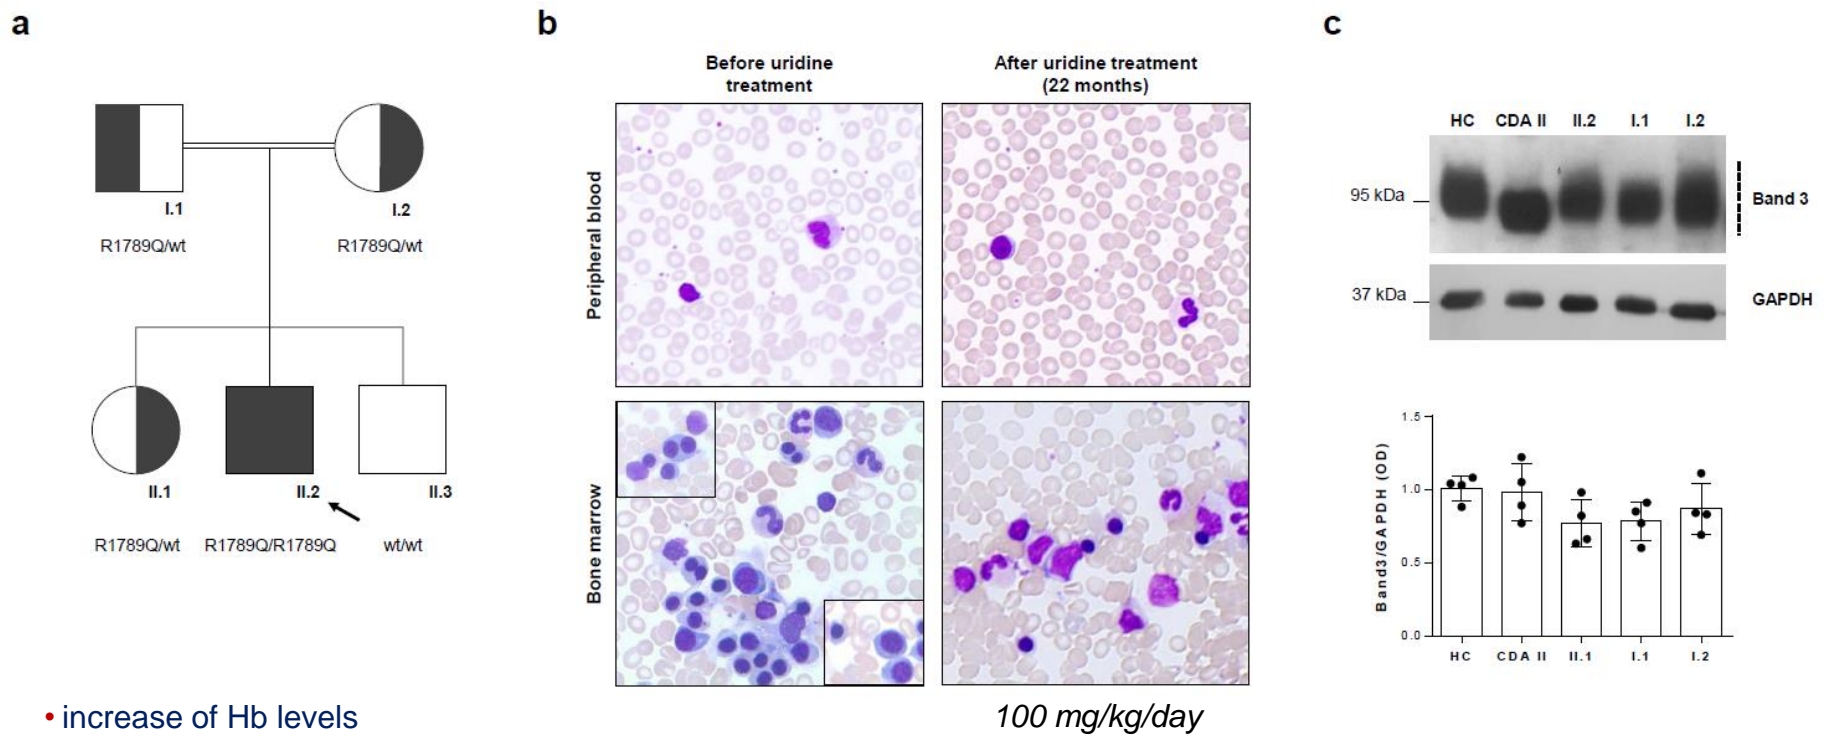 a
I.1
I.2
R1789Q/wt
R1789Q/wt
II.1
II.2
II.3
R1789Q/wt
R1789Q/R1789Q
wt/wt
• increase of Hb levels
b
Before uridine
treatment
After uridine treatment
(22 months)
Peripheral blood
Bone marrow
100 mg/kg/day
c
HC CDA II II.2 I.1 I.2
95 kDa
Band 3
37 kDa
GAPDH
Band3/GAPDH (OD)
1.5
1.0
0.5
0.0
HC CDA II II.1 I.1 I.2